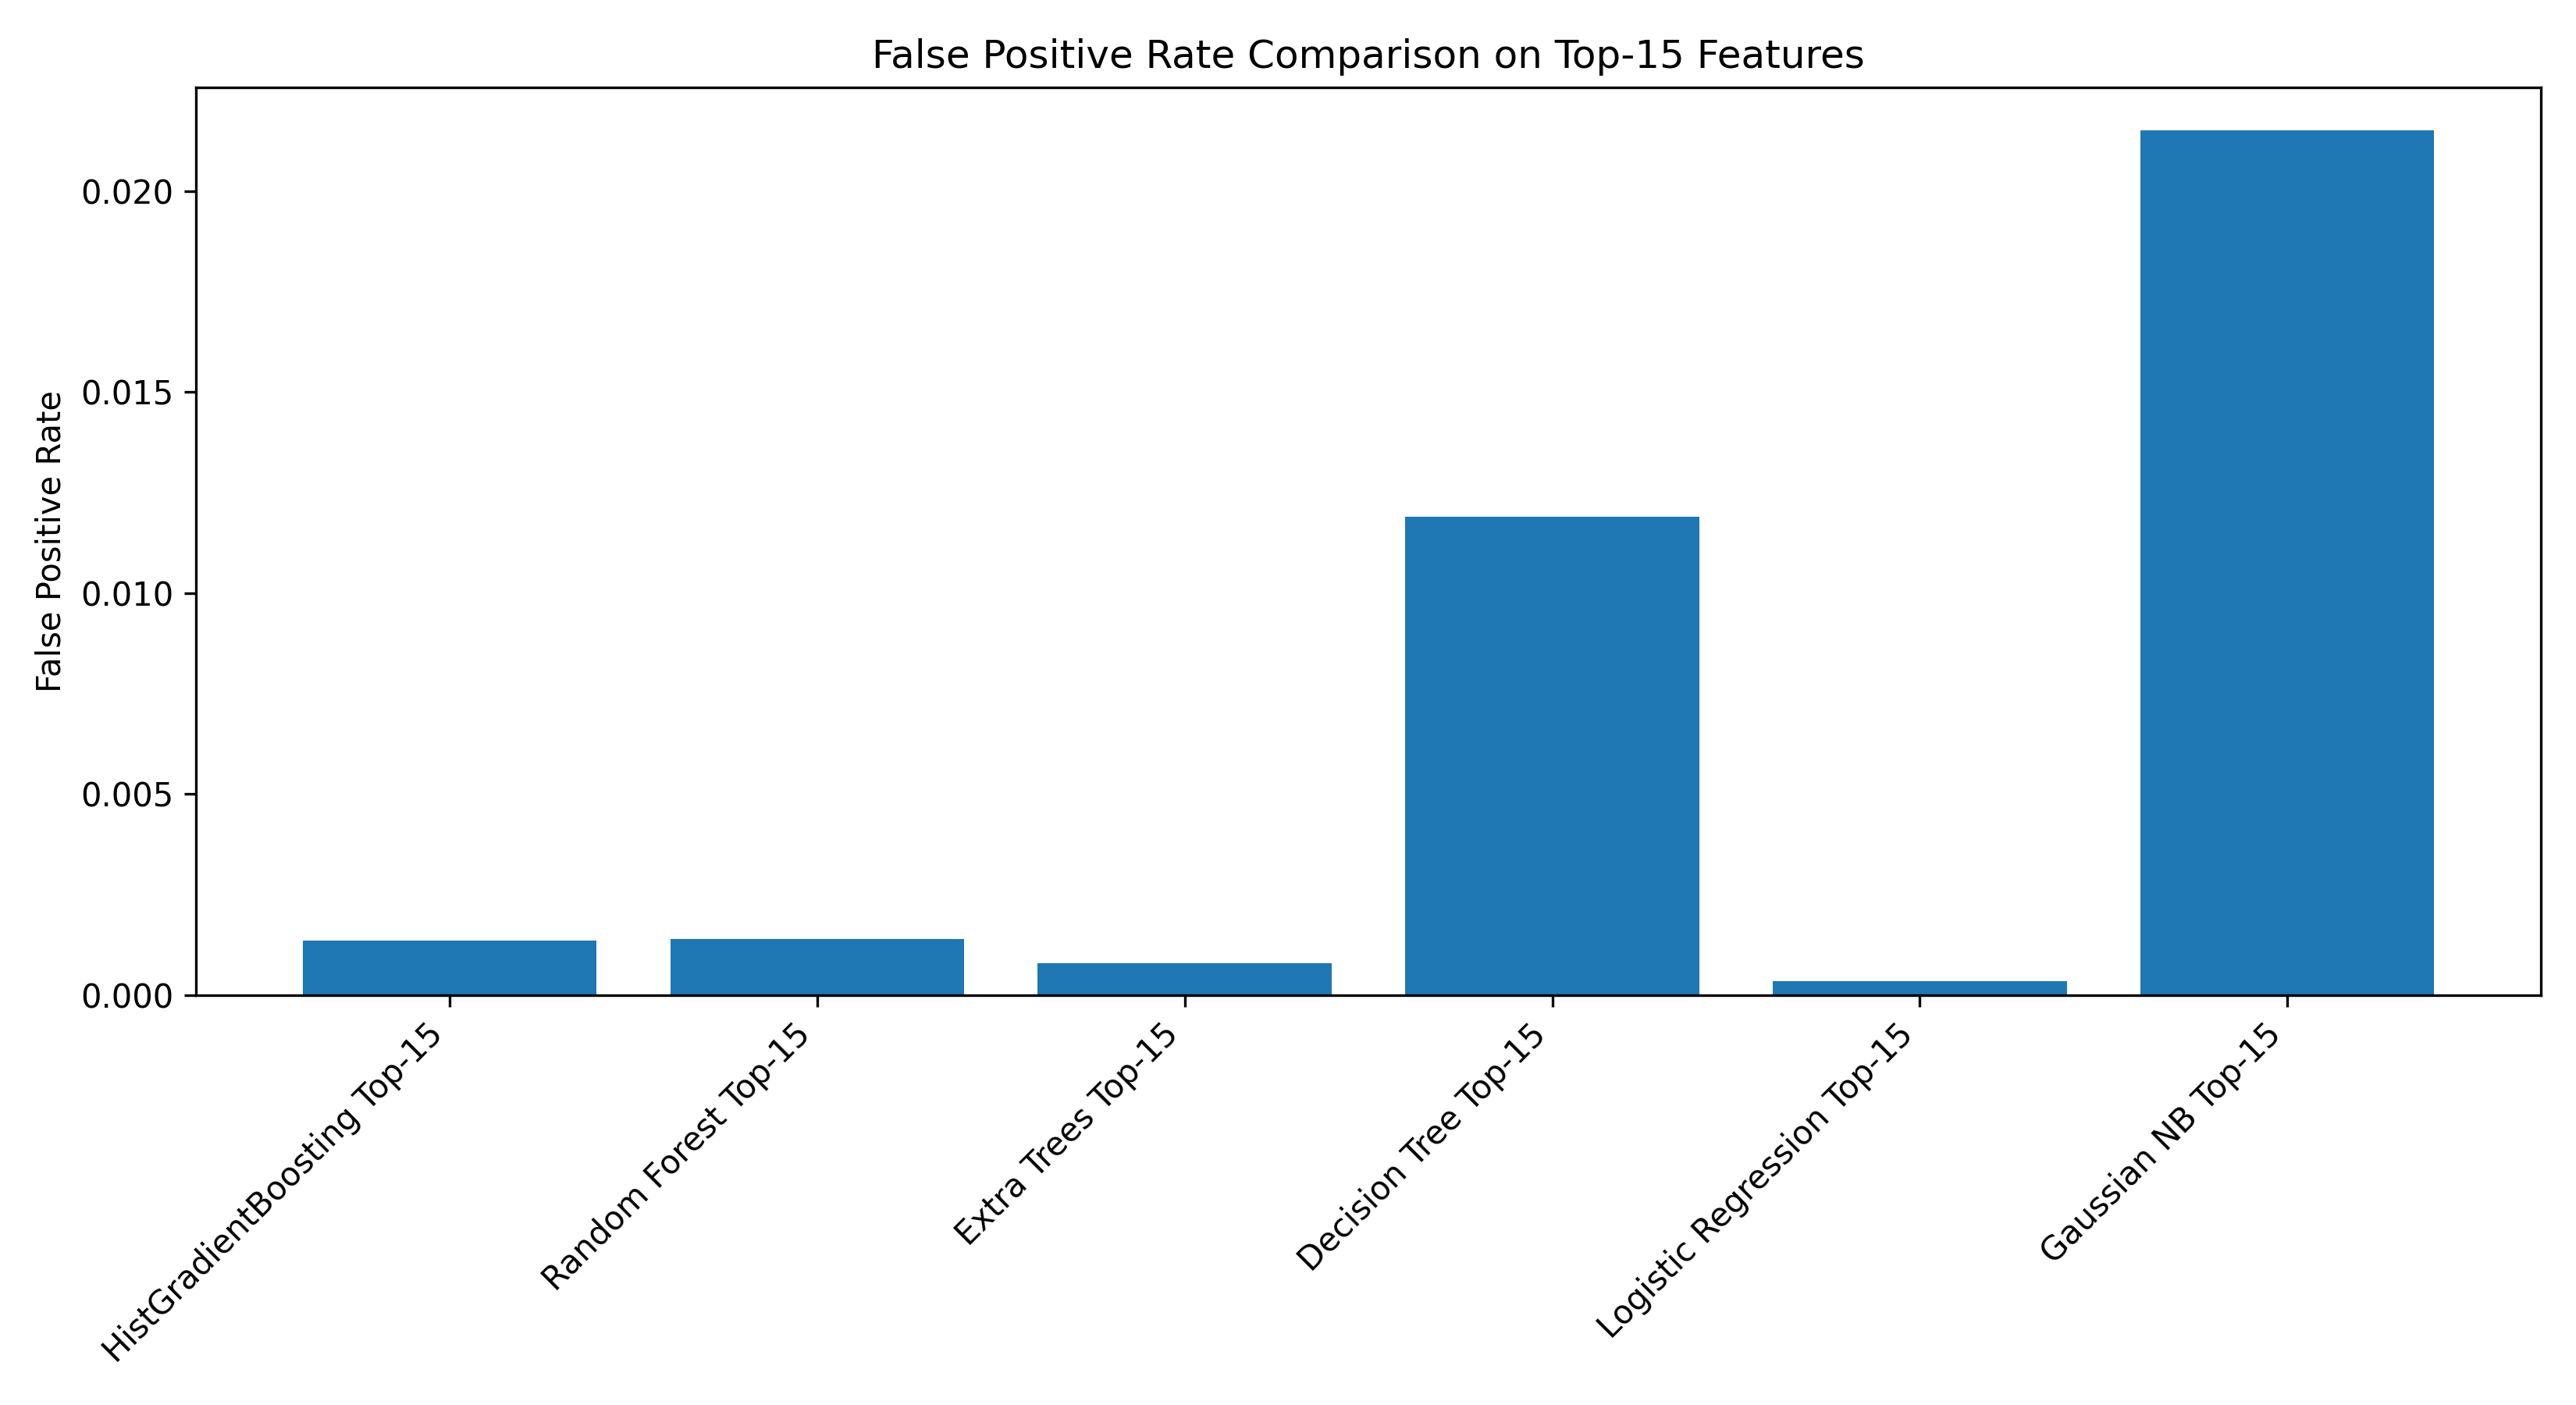 False Positive Rate Comparison on Top-15 Features
False Positive Rate
0.020
0.015
0.010
0.005
0.000
HistGradientBoosting Top-15
Random Forest Top-15
Extra Trees Top-15
Decision Tree Top-15
Logistic Regression Top-15
Gaussian NB Top-15